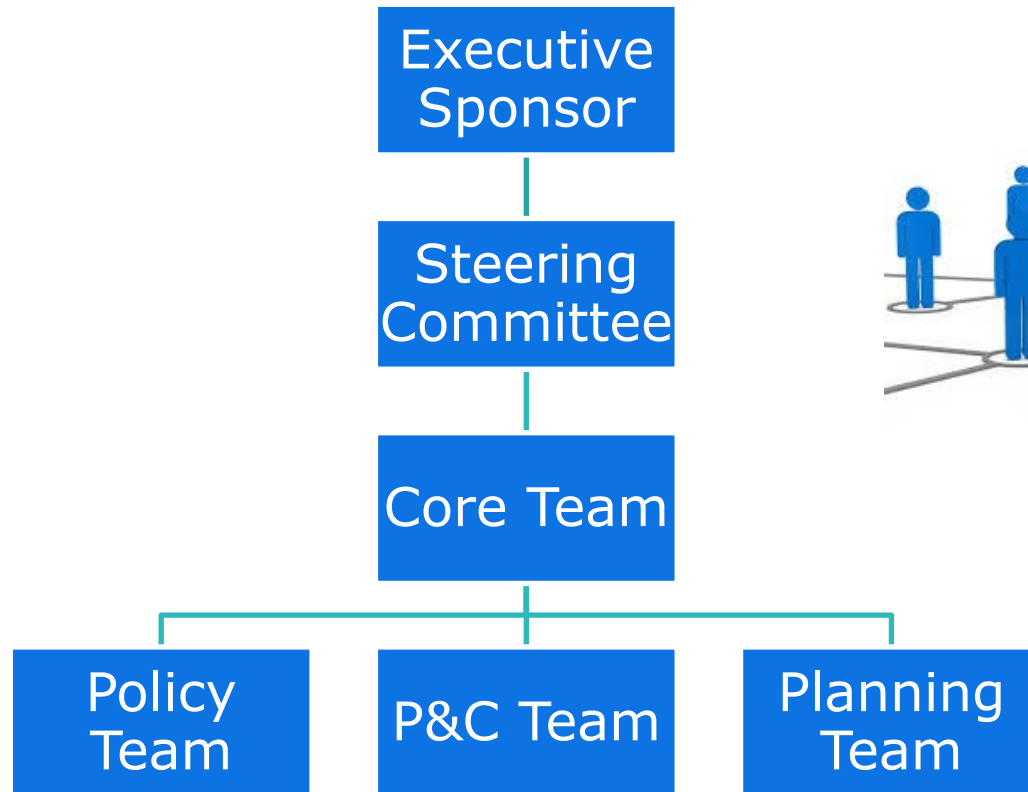 Executive
Sponsor
Steering
Committee
Core Team
Policy
Team
P&C Team
Planning
Team